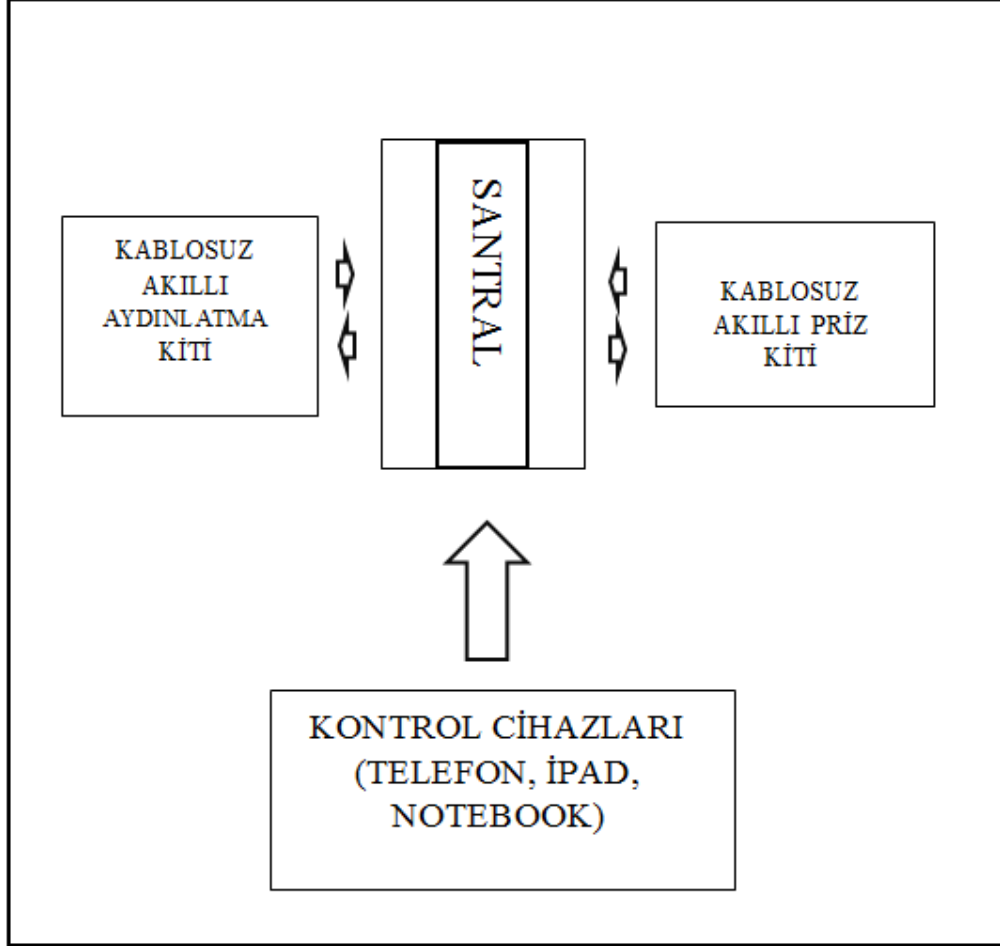 SANTRAL
KABLOSUZ
AKILLI
AYDINLATMA
KİTİ
KABLOSUZ
AKILLI PRİZ
KİTİ
KONTROL CİHAZLARI
(TELEFON, İPAD,
NOTEBOOK)